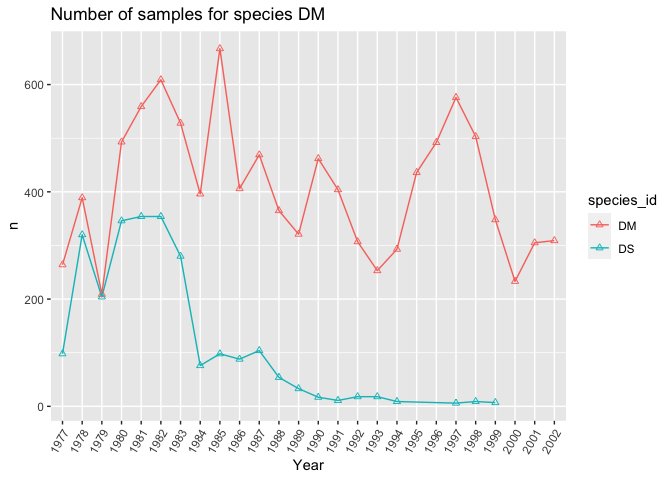 Number of samples for species DM
600
400
200
0
n
1977 1978 1979 1980 1981 1982 1983 1984 1985 1986 1987 1988 1989 1990 1991 1992 1993 1994 1995 1996 1997 1998 1999 2000 2001 2002
Year
species_id
DM
DS